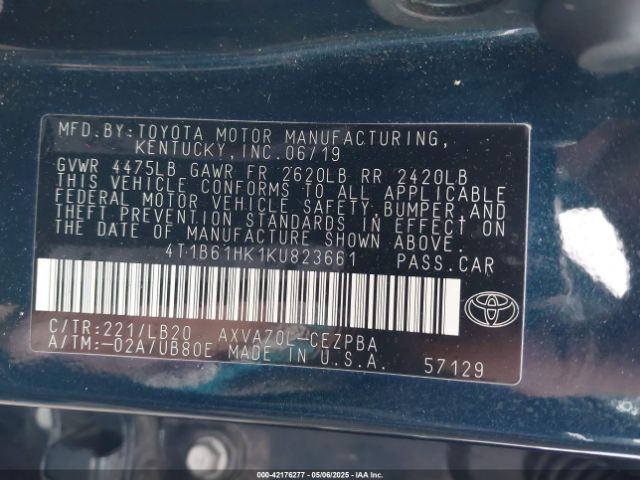 MFD.BY:TOYOTA MOTOR MANUFACTURING,
KENTUCKY,INC.06/19
GVWR 4475LB GAWR FR 2620LB RR 2420LB
THIS VEHICLE CONFORMS TO ALL APPLICABLE
FEDERAL MOTOR VEHICLE SAFETY,BUMPER,AND
THEFT PREVENTION STANDARDS IN EFFECT ON
THE DATE OF MANUFACTURE SHOWN ABOVE.
4T1B61HK1KU823661 PASS.CAR
C/TR:221/LB20 AXVA70L-CEZPBA
A/TM:-02A/UB80E MADE IN U.S.A.
57129
000-42176277 - 05/06/2025 - IAA Inc.